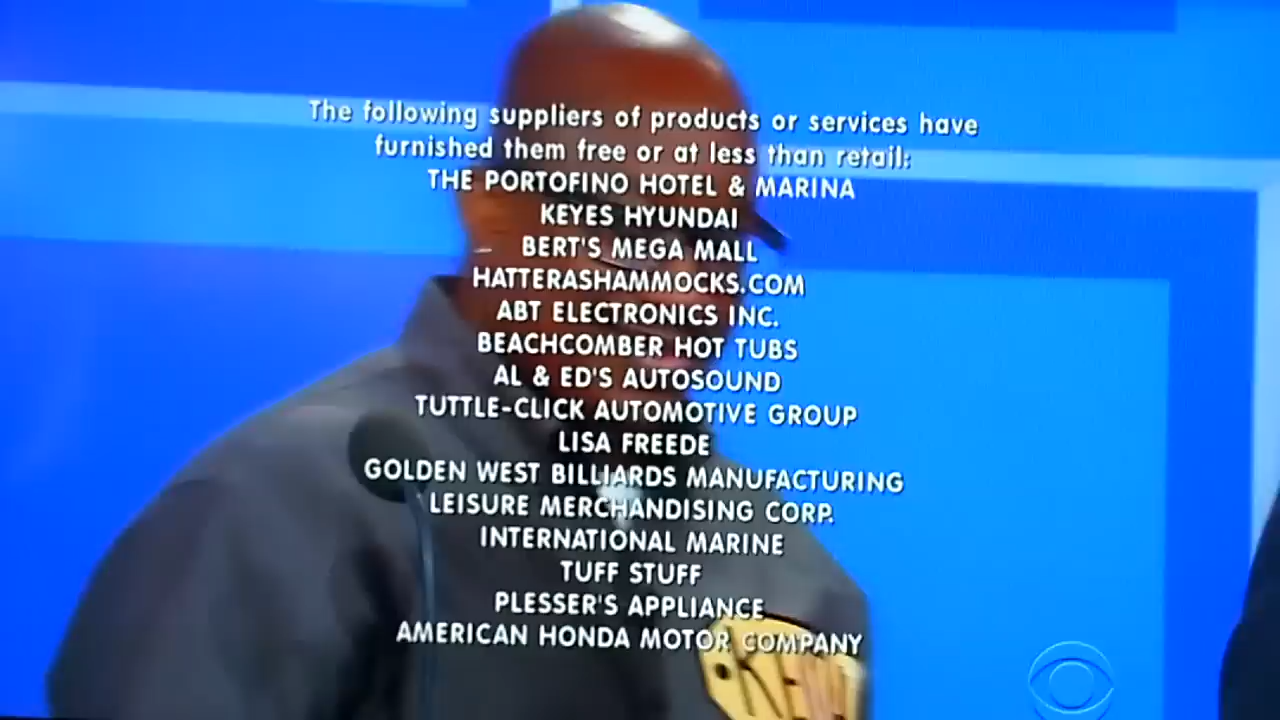 The following suppliers of products or services have
furnished them free or at less than retail:
THE PORTOFINO HOTEL & MARINA
KEYES HYUNDAI
BERT'S MEGA MALL
HATTERASHAMMOCKS.COM
ABT ELECTRONICS INC.
BEACHCOMBER HOT TUBS
AL & ED'S AUTOSOUND
TUTTLE-CLICK AUTOMOTIVE GROUP
LISA FREEDE
GOLDEN WEST BILLIARDS MANUFACTURING
LEISURE MERCHANDISING CORP.
INTERNATIONAL MARINE
TUFF STUFF
PLESSER'S APPLIANCE
AMERICAN HONDA MOTOR COMPANY